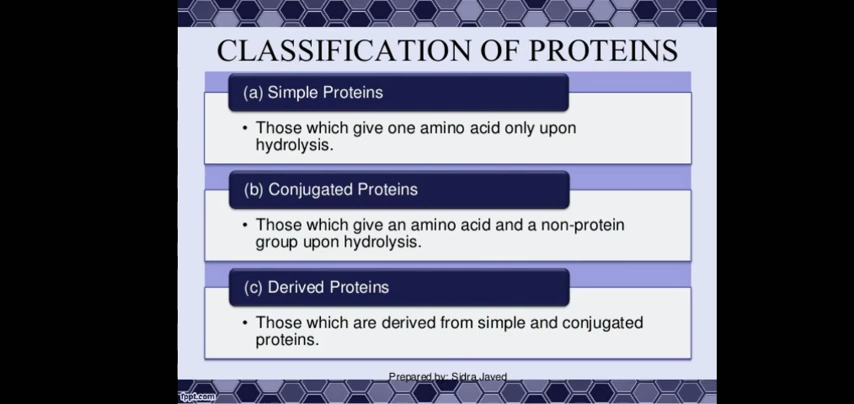 CLASSIFICATION OF PROTEINS
(a) Simple Proteins
• Those which give one amino acid only upon
hydrolysis.
(b) Conjugated Proteins
• Those which give an amino acid and a non-protein
group upon hydrolysis.
(c) Derived Proteins
• Those which are derived from simple and conjugated
proteins.
Prepared by: Sidra Javed
fppt.com